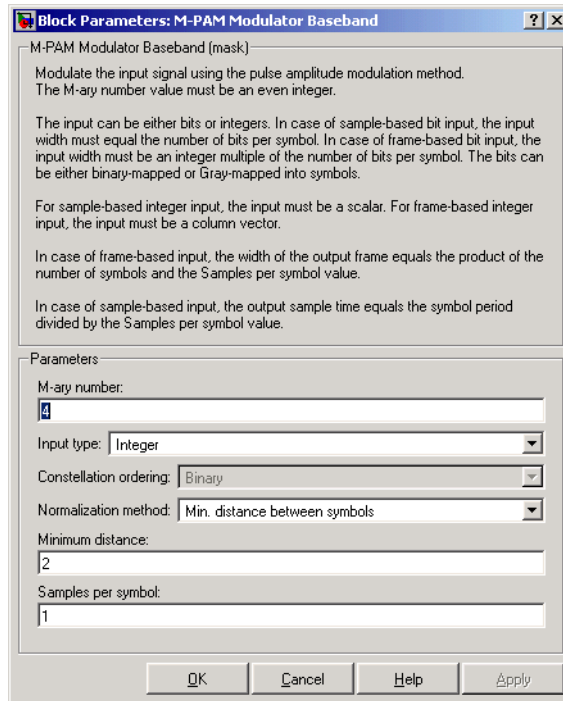 Block Parameters: M-PAM Modulator Baseband
M-PAM Modulator Baseband (mask)
Modulate the input signal using the pulse amplitude modulation method.
The M-ary number value must be an even integer.
The input can be either bits or integers. In case of sample-based bit input, the input
width must equal the number of bits per symbol. In case of frame-based bit input, the
input width must be an integer multiple of the number of bits per symbol. The bits can
be either binary-mapped or Gray-mapped into symbols.
For sample-based integer input, the input must be a scalar. For frame-based integer
input, the input must be a column vector.
In case of frame-based input, the width of the output frame equals the product of the
number of symbols and the Samples per symbol value.
In case of sample-based input, the output sample time equals the symbol period
divided by the Samples per symbol value.
Parameters
M-ary number:
4
Input type: Integer
Constellation ordering: Binary
Normalization method: Min. distance between symbols
Minimum distance:
2
Samples per symbol:
1
OK Cancel Help Apply